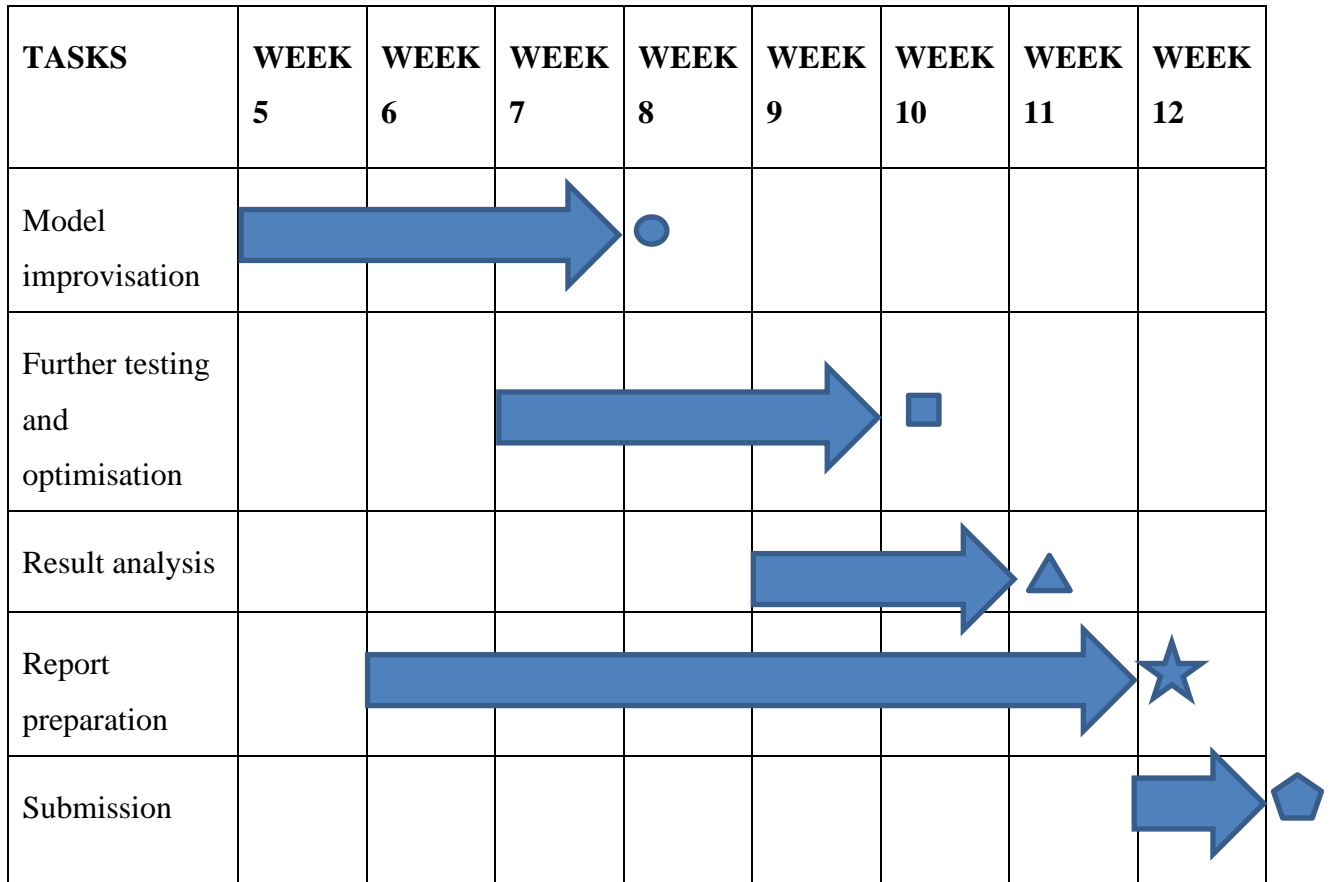 TASKS WEEK WEEK WEEK WEEK WEEK WEEK WEEK WEEK
5 6 7 8 9 10 11 12
Model
improvisation
Further testing
and
optimisation
Result analysis
Report
preparation
Submission